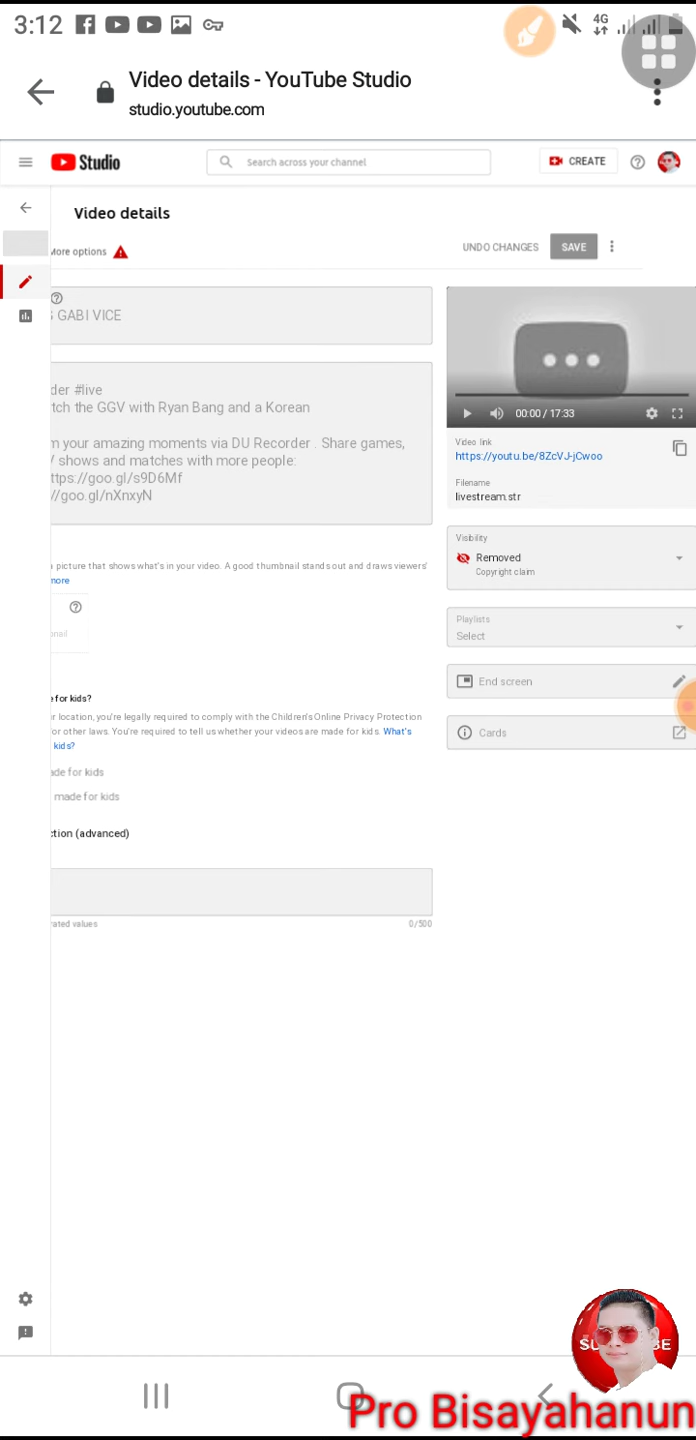 3:12
4G
Video details - YouTube Studio
studio.youtube.com
Studio
Search across your channel
CREATE
Video details
More options
UNDO CHANGES
SAVE
GABI VICE
der #live
tch the GGV with Ryan Bang and a Korean
m your amazing moments via DU Recorder . Share games,
/ shows and matches with more people:
ttps://goo.gl/s9D6Mf
//goo.gl/nXnxyN
00:00 / 17:33
Video link
https://youtu.be/8ZcVJ-jCwoo
Filename
livestream.str
Visibility
Removed
Copyright claim
Playlists
Select
End screen
Cards
picture that shows what's in your video. A good thumbnail stands out and draws viewers'
more
nail
e for kids?
r location, you're legally required to comply with the Children's Online Privacy Protection
or other laws. You're required to tell us whether your videos are made for kids. What's
kids?
ade for kids
made for kids
ction (advanced)
rated values
0/500
Pro Bisayahanun